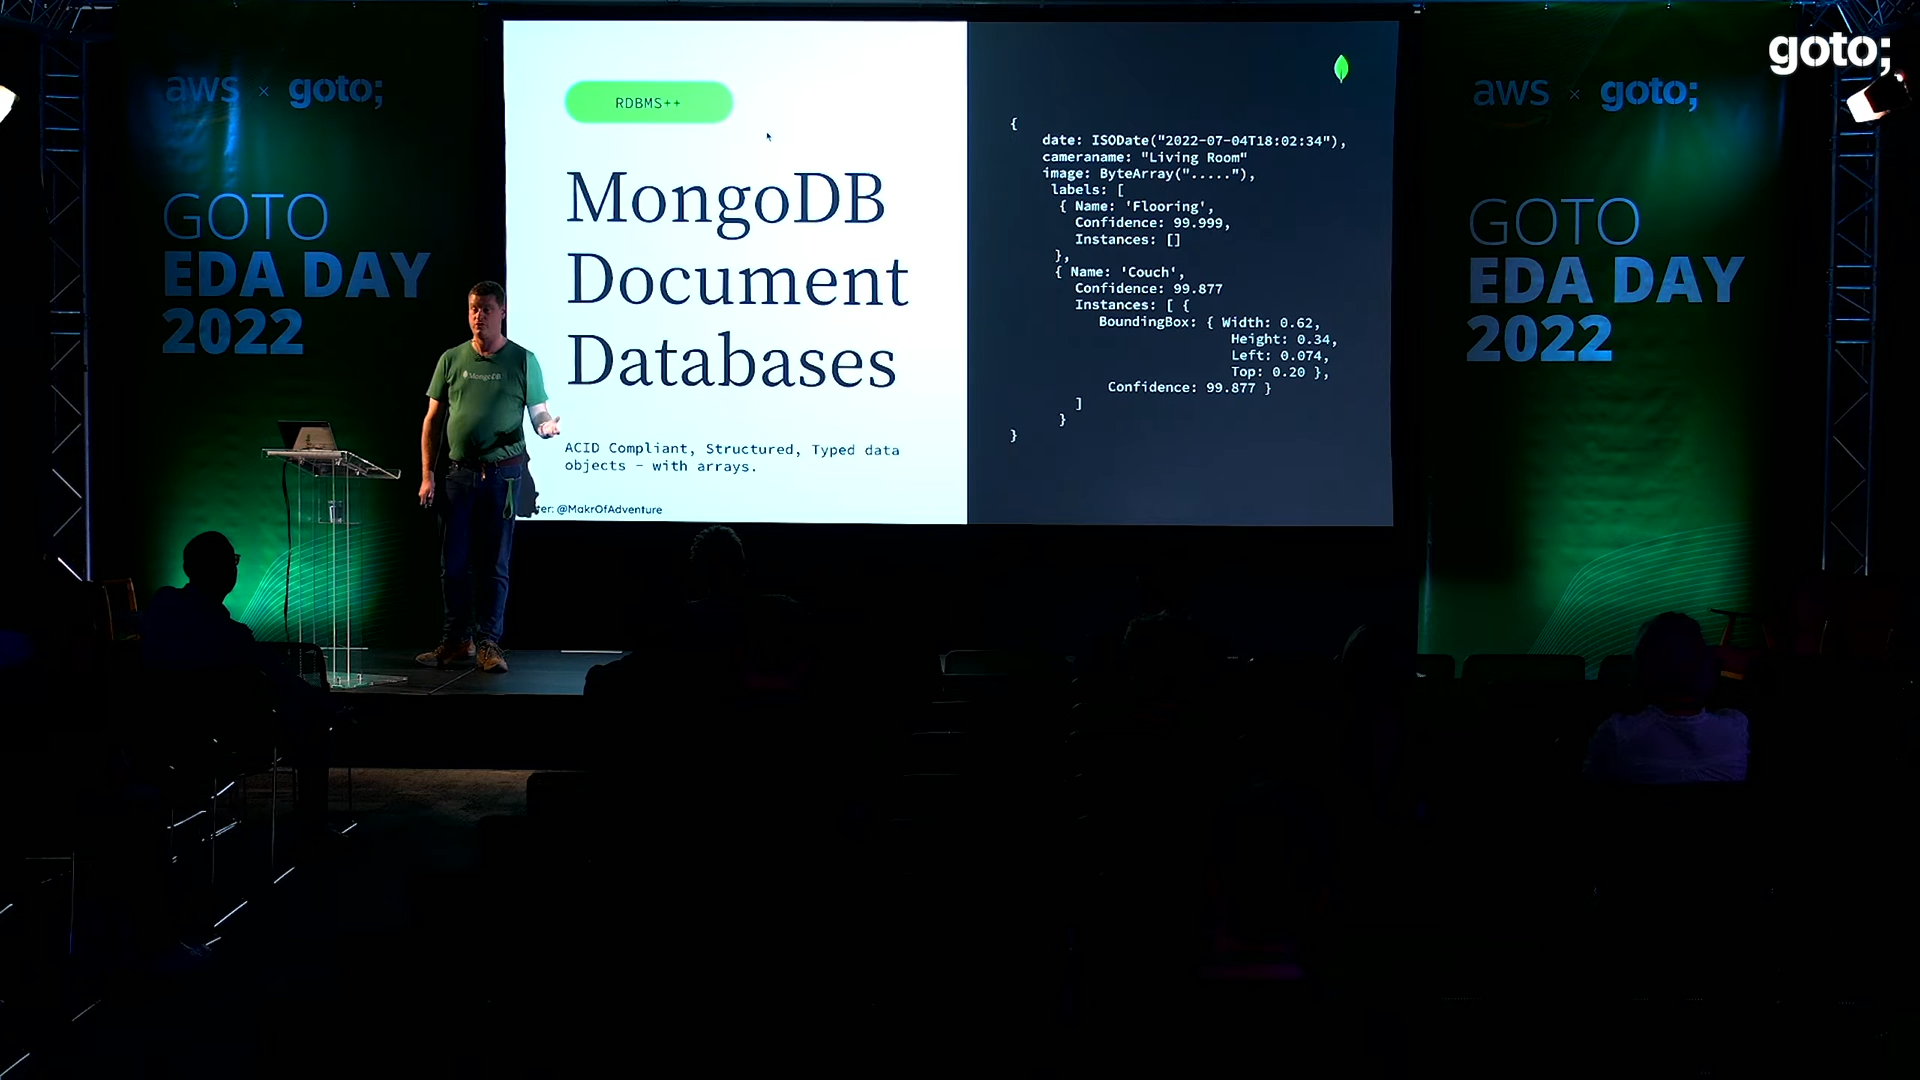 goto;
aws × goto;
GOTO
EDA DAY
2022
RDBMS++
MongoDB
Document
Databases
ACID Compliant, Structured, Typed data
objects - with arrays.
@MakrOfAdventure
{
date: ISODate("2022-07-04T18:02:34"),
cameraname: "Living Room"
image: ByteArray("....."),
labels: [
{ Name: 'Flooring',
Confidence: 99.999,
Instances: []
},
{ Name: 'Couch',
Confidence: 99.877
Instances: [ {
BoundingBox: { Width: 0.62,
Height: 0.34,
Left: 0.074,
Top: 0.20 },
Confidence: 99.877 }
]
}
}
MongoDB
aws × goto;
GOTO
EDA DAY
2022